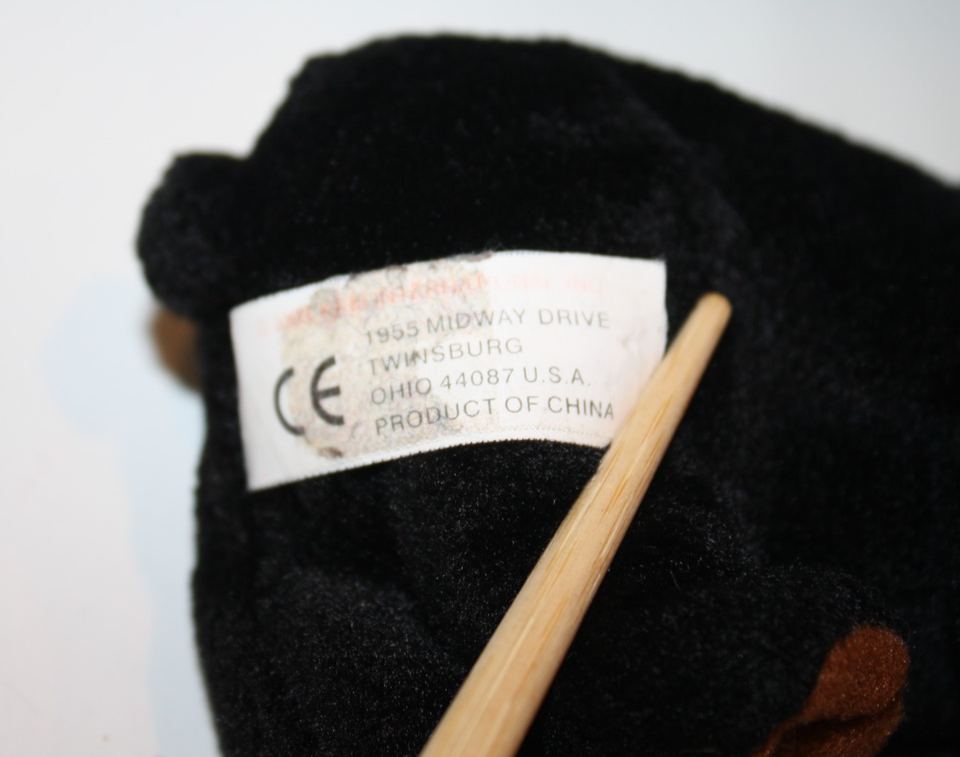 1955 MIDWAY DRIVE
TWINSBURG
CE
OHIO 44087 U.S.A.
PRODUCT OF CHINA